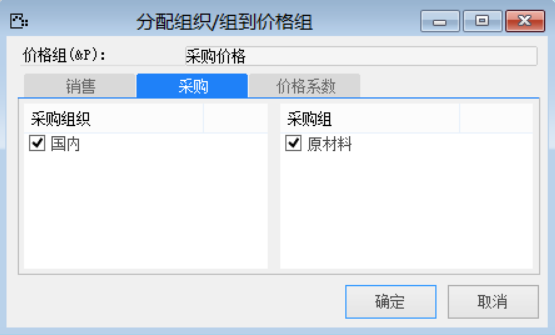 分配组织/组到价格组
价格组(&P): 采购价格
销售 采购 价格系数
采购组织 采购组
国内 原材料
确定 取消